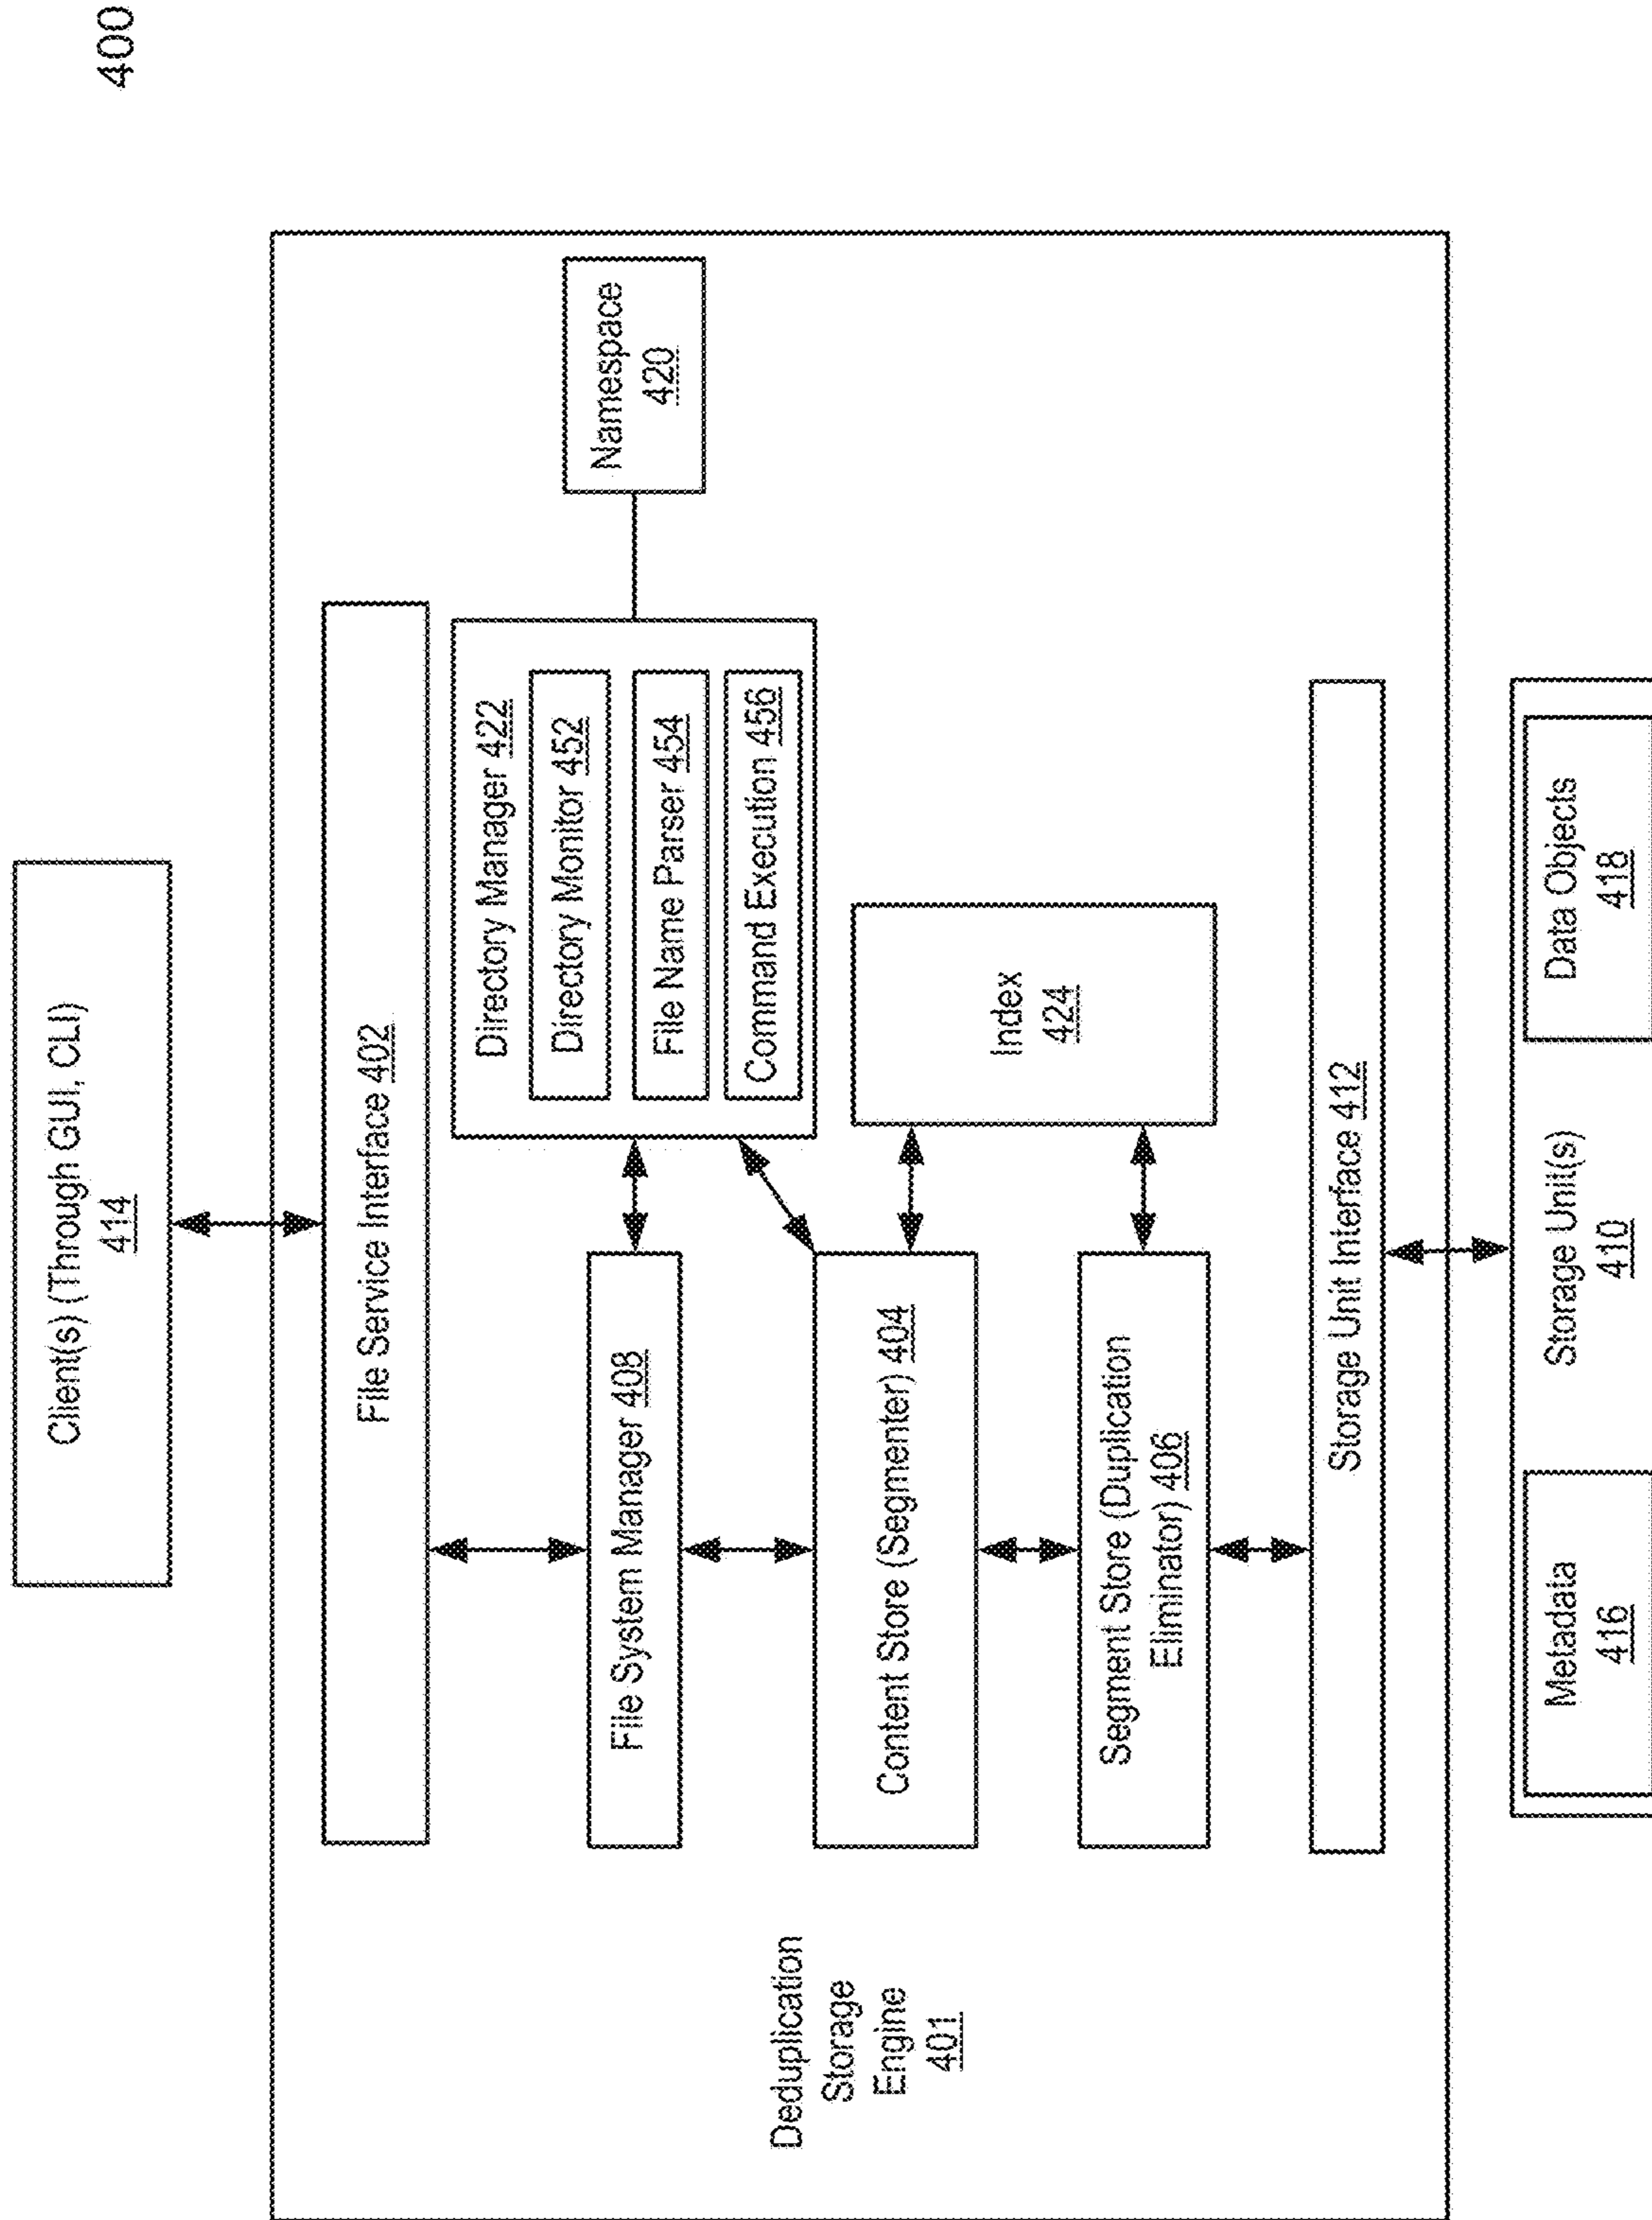 400
Client(s) (Through GUI, CLI)
414
File Service Interface 402
Directory Manager 422
Directory Monitor 452
File Name Parser 454
Command Execution 456
Namespace
420
File System Manager 408
Content Store (Segmenter) 404
Index
424
Segment Store (Duplication
Eliminator) 406
Deduplication
Storage
Engine
401
Storage Unit Interface 412
Metadata
416
Storage Unit(s)
410
Data Objects
418